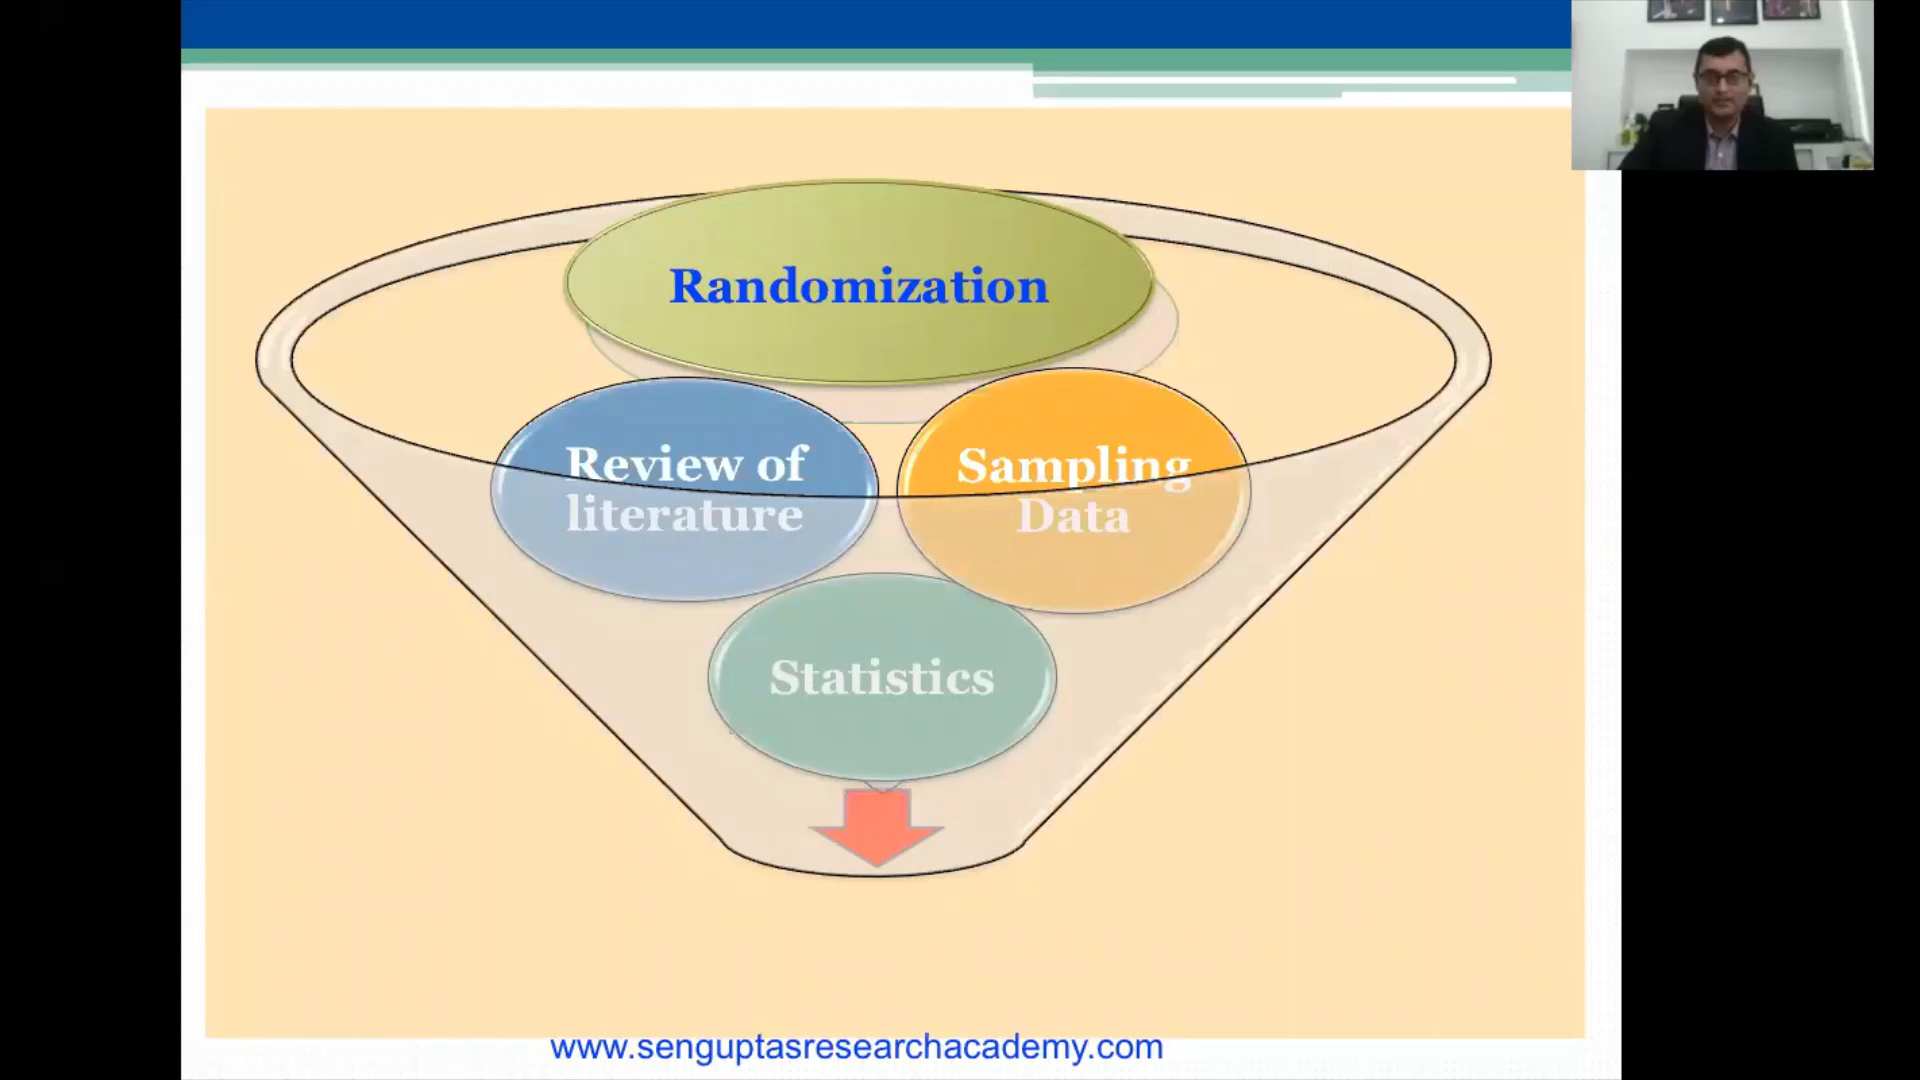 Randomization
Review of
literature
Sampling
Data
Statistics
www.senguptasresearchacademy.com